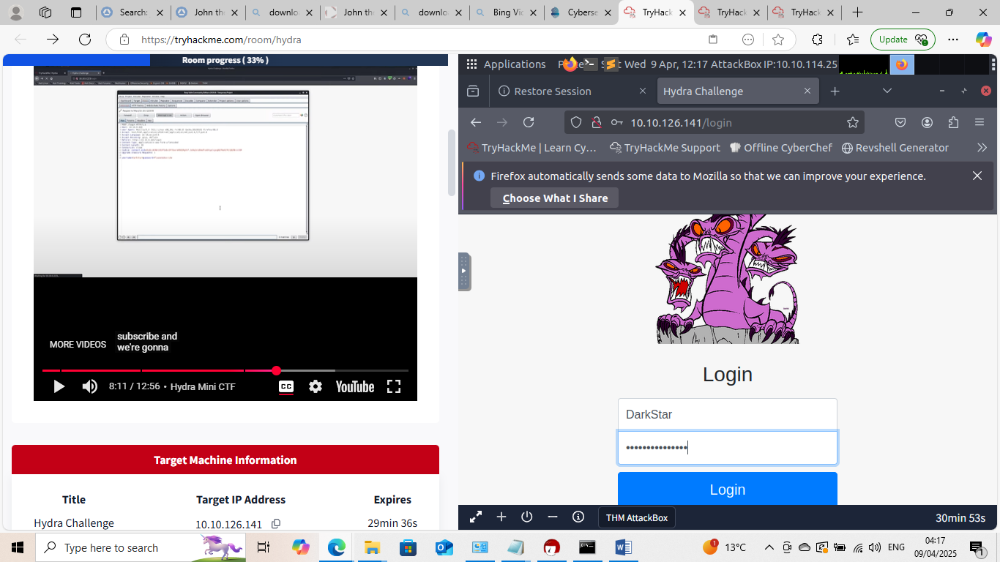 Search:
John the
downlo
John the
downlo
Bing Vic
Cyberse
TryHack
TryHack
TryHack
https://tryhackme.com/room/hydra
Update
Room progress ( 33% )
MORE VIDEOS
subscribe and
we're gonna
8:11 / 12:56 • Hydra Mini CTF
CC
YouTube
Target Machine Information
Title Target IP Address Expires
Hydra Challenge 10.10.126.141 29min 36s
Applications Wed 9 Apr, 12:17 AttackBox IP:10.10.114.25
Restore Session
Hydra Challenge
10.10.126.141/login
TryHackMe | Learn Cy…
TryHackMe Support
Offline CyberChef
Revshell Generator
Firefox automatically sends some data to Mozilla so that we can improve your experience.
Choose What I Share
Login
DarkStar
•••••••••••••••
Login
THM AttackBox
30min 53s
Type here to search
1
13°C
ENG
04:17
09/04/2025
1